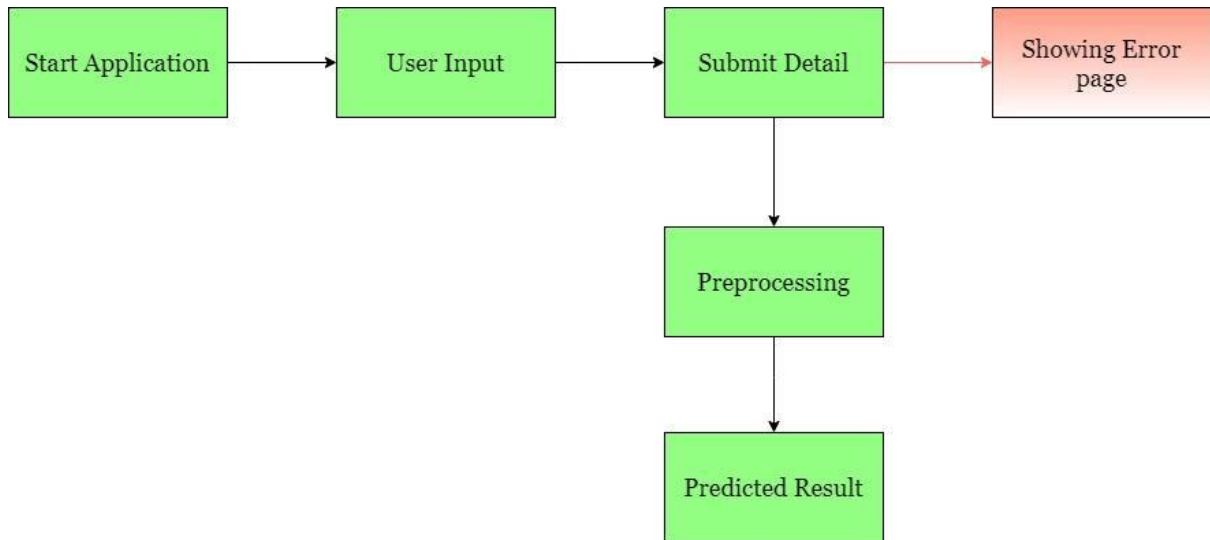 Start Application
User Input
Submit Detail
Showing Error
page
Preprocessing
Predicted Result